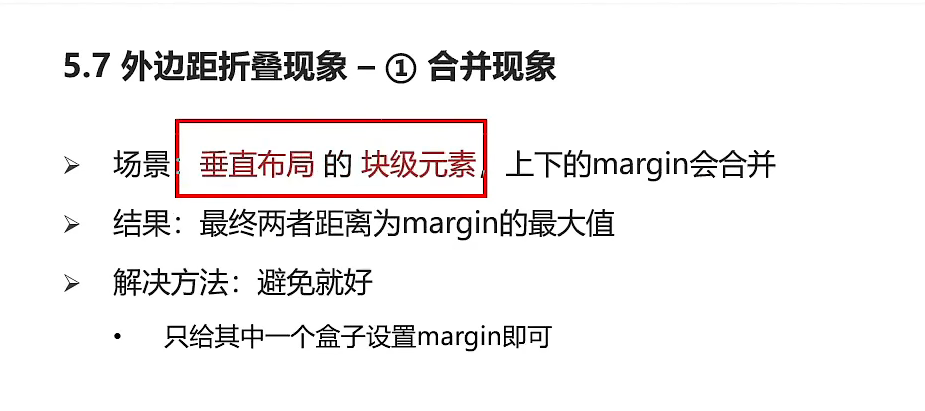 5.7 外边距折叠现象 – ① 合并现象
➢ 场景：垂直布局 的 块级元素，上下的margin会合并
➢ 结果：最终两者距离为margin的最大值
➢ 解决方法：避免就好
• 只给其中一个盒子设置margin即可